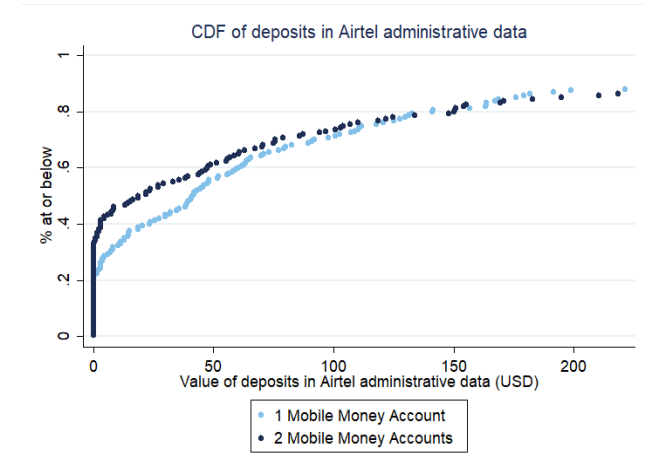 CDF of deposits in Airtel administrative data
% at or below
1
.8
.6
.4
.2
0
0 50 100 150 200
Value of deposits in Airtel administrative data (USD)
1 Mobile Money Account
2 Mobile Money Accounts